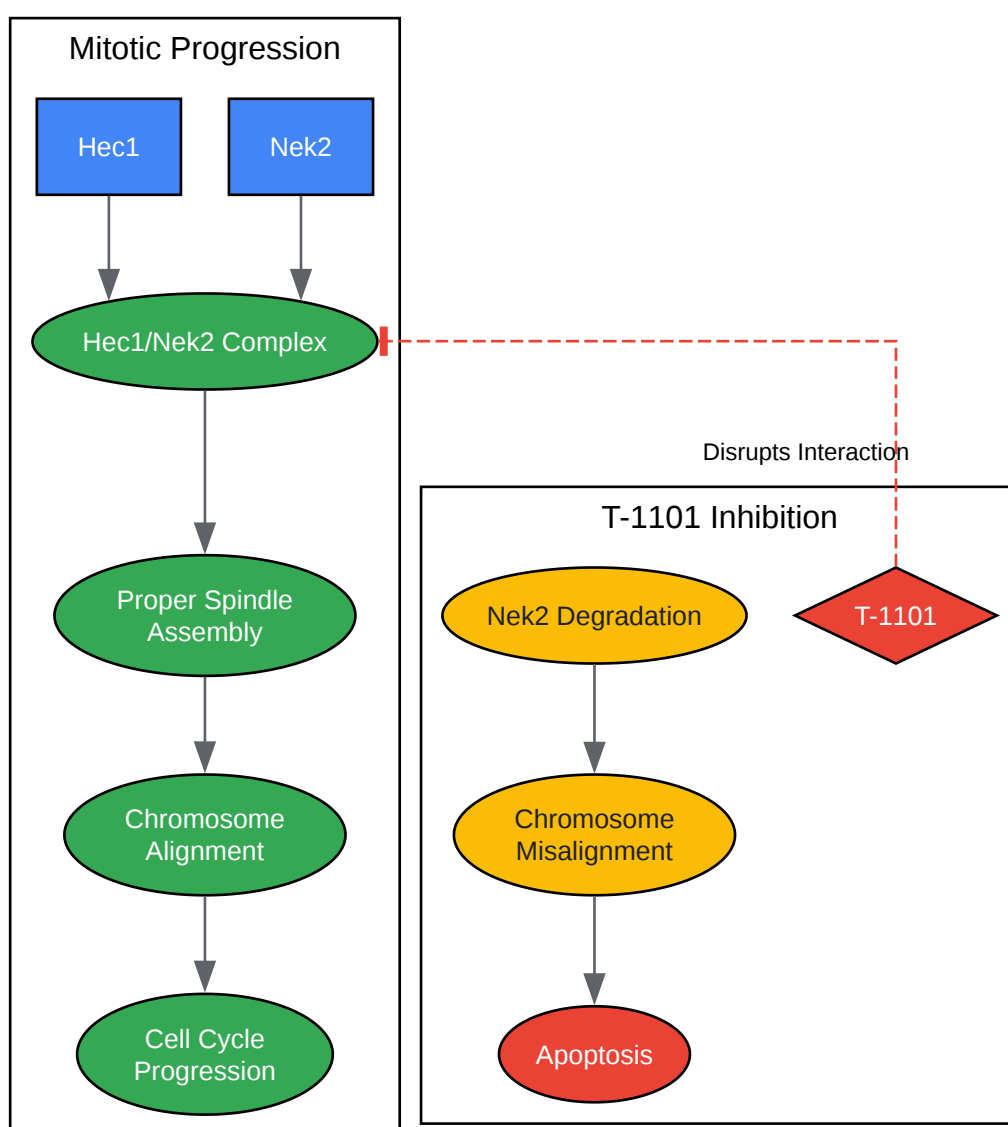 Mitotic Progression
Hec1
Nek2
Hec1/Nek2 Complex
Proper Spindle
Assembly
Chromosome
Alignment
Cell Cycle
Progression
Disrupts Interaction
T-1101 Inhibition
Nek2 Degradation
T-1101
Chromosome
Misalignment
Apoptosis